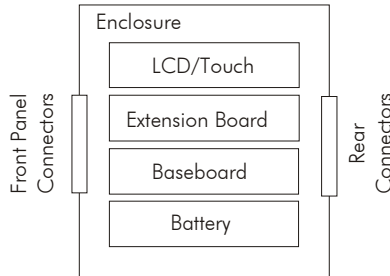 Enclosure
LCD/Touch
Extension Board
Baseboard
Battery
Front Panel
Connectors
Rear
Connectors